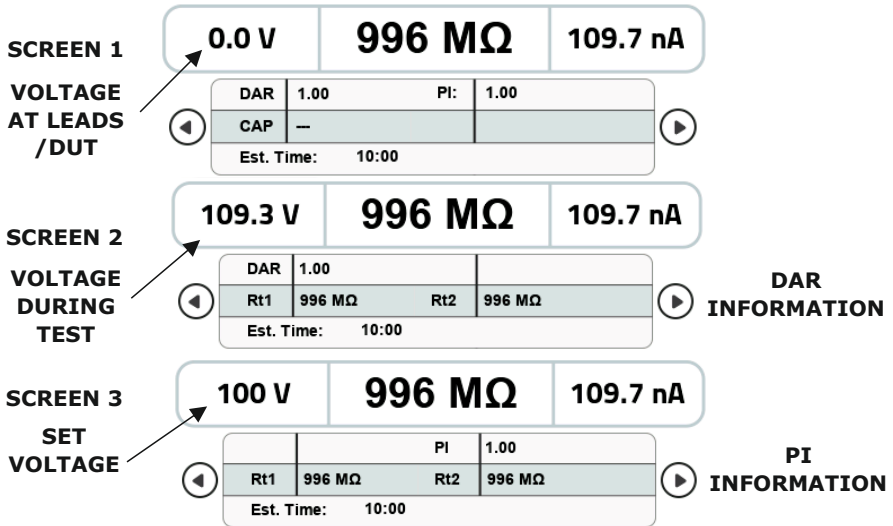 SCREEN 1
VOLTAGE
AT LEADS
/DUT
0.0 V 996 MΩ 109.7 nA
DAR 1.00 PI: 1.00
CAP ---
Est. Time: 10:00
SCREEN 2
VOLTAGE
DURING
TEST
109.3 V 996 MΩ 109.7 nA
DAR 1.00
Rt1 996 MΩ Rt2 996 MΩ
Est. Time: 10:00
DAR
INFORMATION
SCREEN 3
SET
VOLTAGE
100 V 996 MΩ 109.7 nA
PI 1.00
Rt1 996 MΩ Rt2 996 MΩ
Est. Time: 10:00
PI
INFORMATION